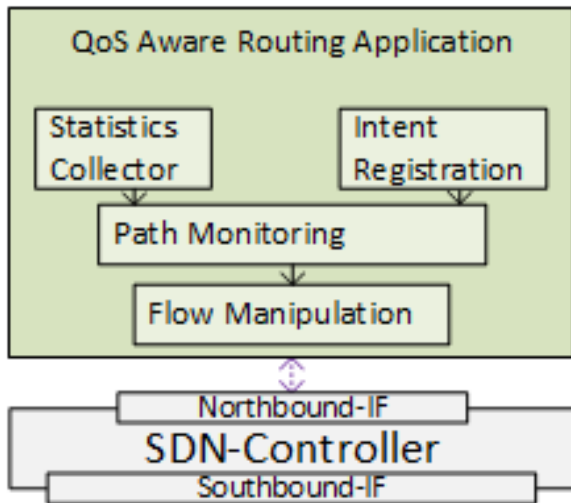 QoS Aware Routing Application
Statistics
Collector
Intent
Registration
Path Monitoring
Flow Manipulation
Northbound-IF
SDN-Controller
Southbound-IF